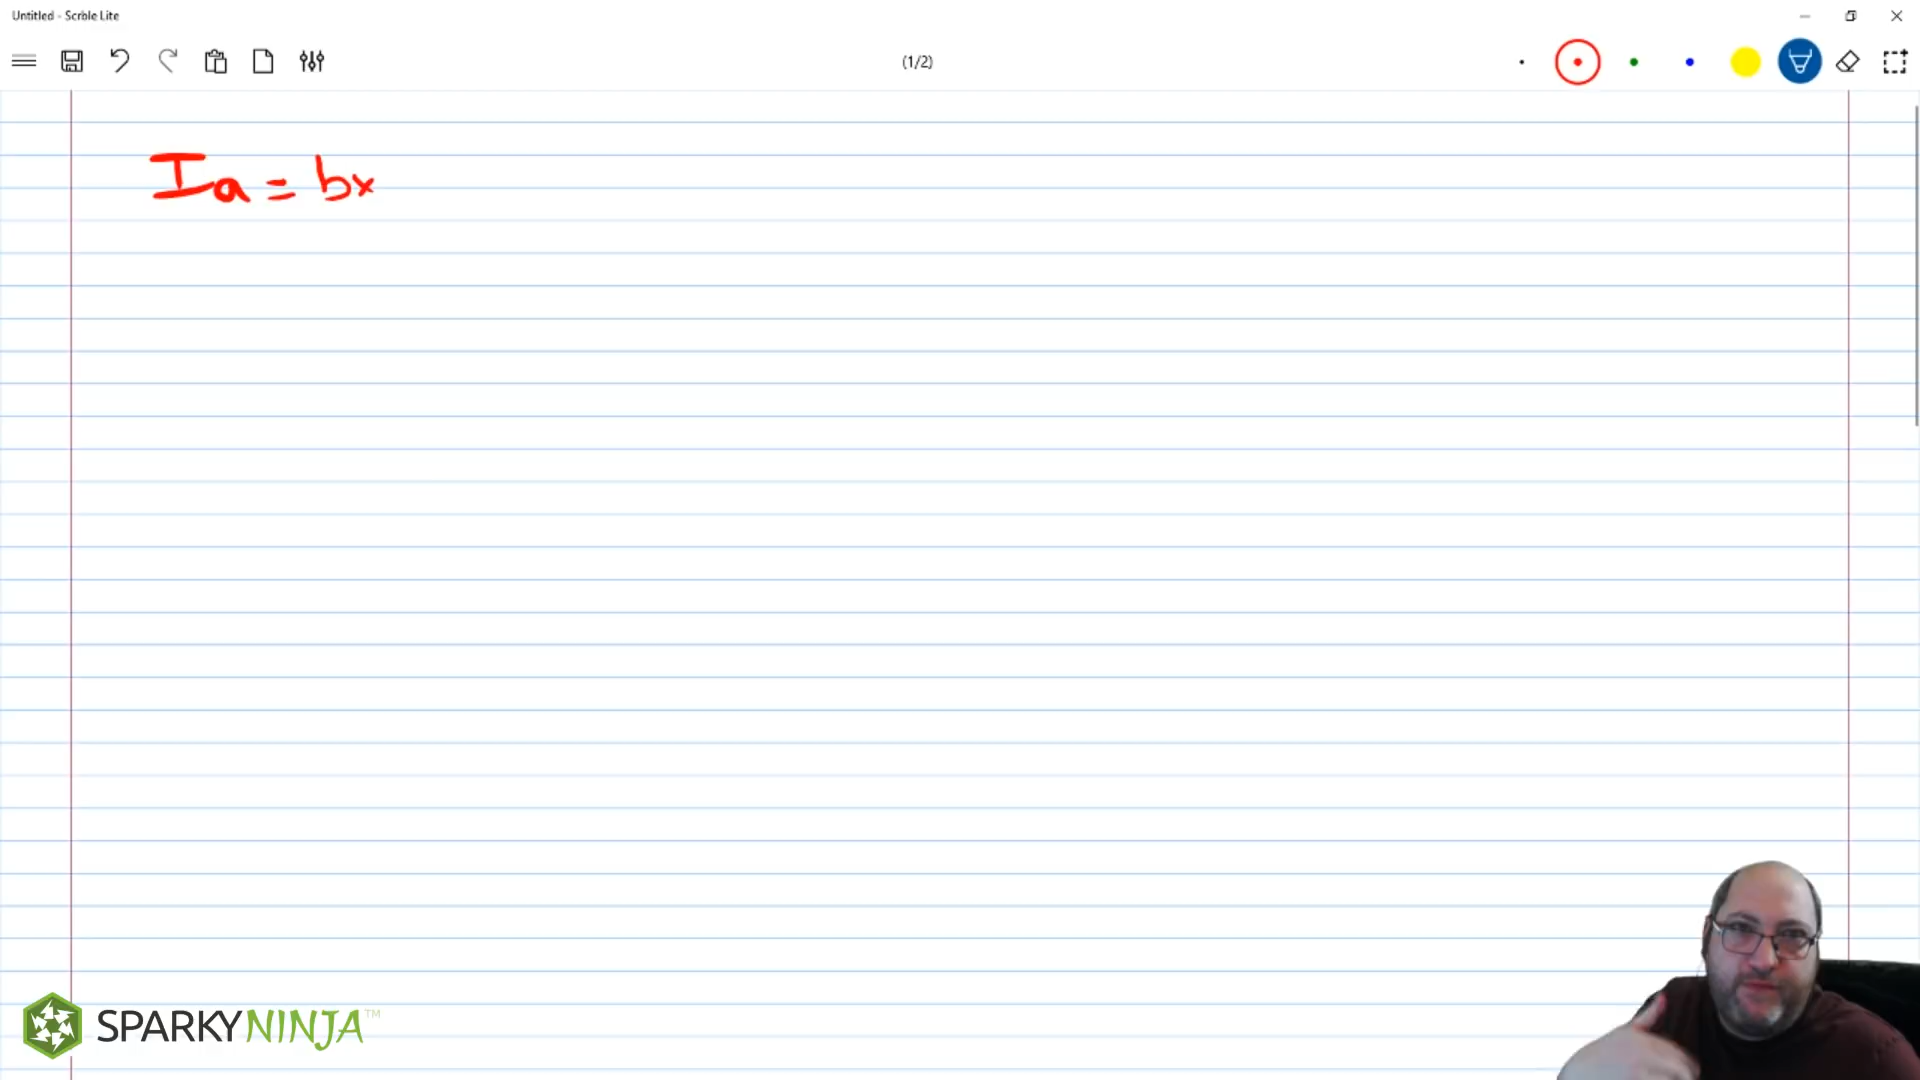 Untitled - Scrble Lite
(1/2)
Ia = bx
SPARKYNINJA™